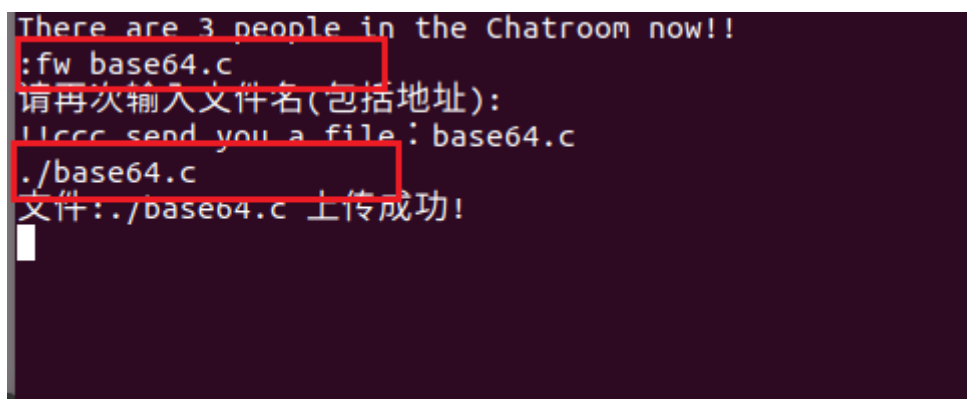 There are 3 people in the Chatroom now!!
:fw base64.c
请再次输入文件名(包括地址):
!!ccc send you a file：base64.c
./base64.c
文件:./base64.c 上传成功!